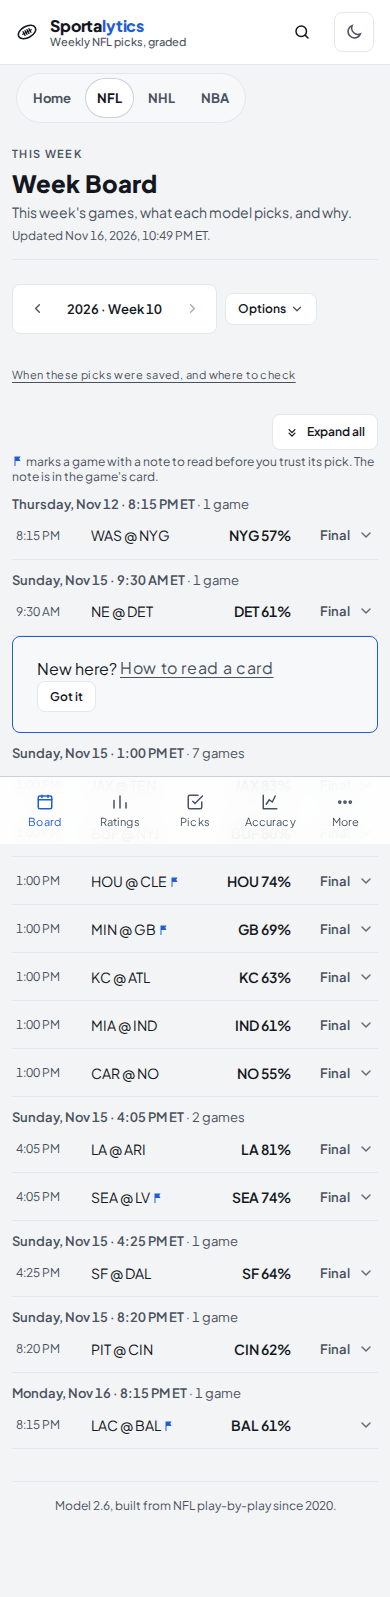 Sportalytics
Weekly NFL picks, graded
Home NFL NHL NBA
THIS WEEK
Week Board
This week's games, what each model picks, and why.
Updated Nov 16, 2026, 10:49 PM ET.
2026 · Week 10
Options
When these picks were saved, and where to check
Expand all
marks a game with a note to read before you trust its pick. The
note is in the game's card.
Thursday, Nov 12 · 8:15 PM ET · 1 game
8:15 PM WAS @ NYG NYG 57% Final
Sunday, Nov 15 · 9:30 AM ET · 1 game
9:30 AM NE @ DET DET 61% Final
New here? How to read a card
Got it
Sunday, Nov 15 · 1:00 PM ET · 7 games
Board Ratings Picks Accuracy More
1:00 PM HOU @ CLE HOU 74% Final
1:00 PM MIN @ GB GB 69% Final
1:00 PM KC @ ATL KC 63% Final
1:00 PM MIA @ IND IND 61% Final
1:00 PM CAR @ NO NO 55% Final
Sunday, Nov 15 · 4:05 PM ET · 2 games
4:05 PM LA @ ARI LA 81% Final
4:05 PM SEA @ LV SEA 74% Final
Sunday, Nov 15 · 4:25 PM ET · 1 game
4:25 PM SF @ DAL SF 64% Final
Sunday, Nov 15 · 8:20 PM ET · 1 game
8:20 PM PIT @ CIN CIN 62% Final
Monday, Nov 16 · 8:15 PM ET · 1 game
8:15 PM LAC @ BAL BAL 61%
Model 2.6, built from NFL play-by-play since 2020.